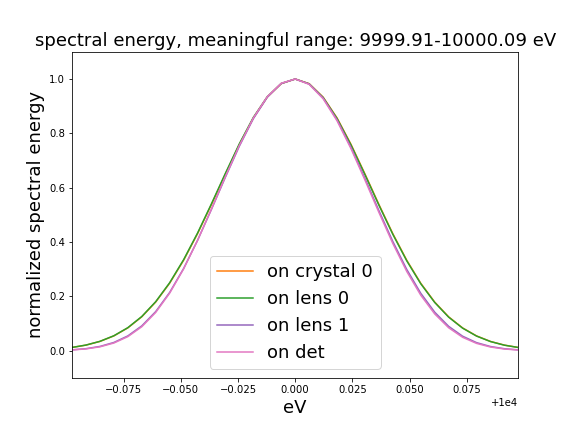 spectral energy, meaningful range: 9999.91-10000.09 eV
normalized spectral energy
1.0
0.8
0.6
0.4
0.2
0.0
on crystal 0
on lens 0
on lens 1
on det
−0.075
−0.050
−0.025
0.000
0.025
0.050
0.075
+1e4
eV